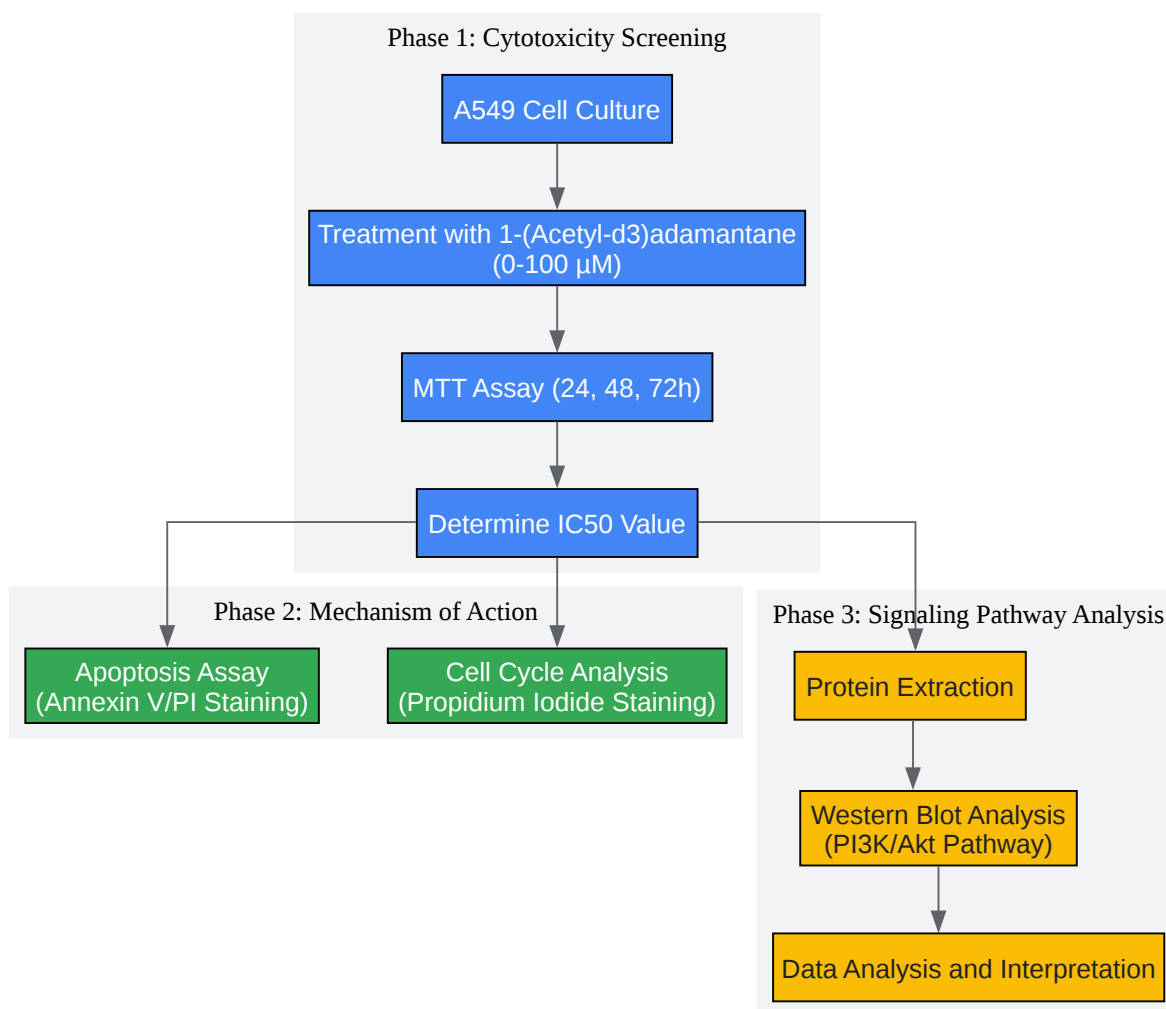 Phase 1: Cytotoxicity Screening
A549 Cell Culture
Treatment with 1-(Acetyl-d3)adamantane
(0-100 µM)
MTT Assay (24, 48, 72h)
Determine IC50 Value
Phase 2: Mechanism of Action
Apoptosis Assay
(Annexin V/PI Staining)
Cell Cycle Analysis
(Propidium Iodide Staining)
Phase 3: Signaling Pathway Analysis
Protein Extraction
Western Blot Analysis
(PI3K/Akt Pathway)
Data Analysis and Interpretation